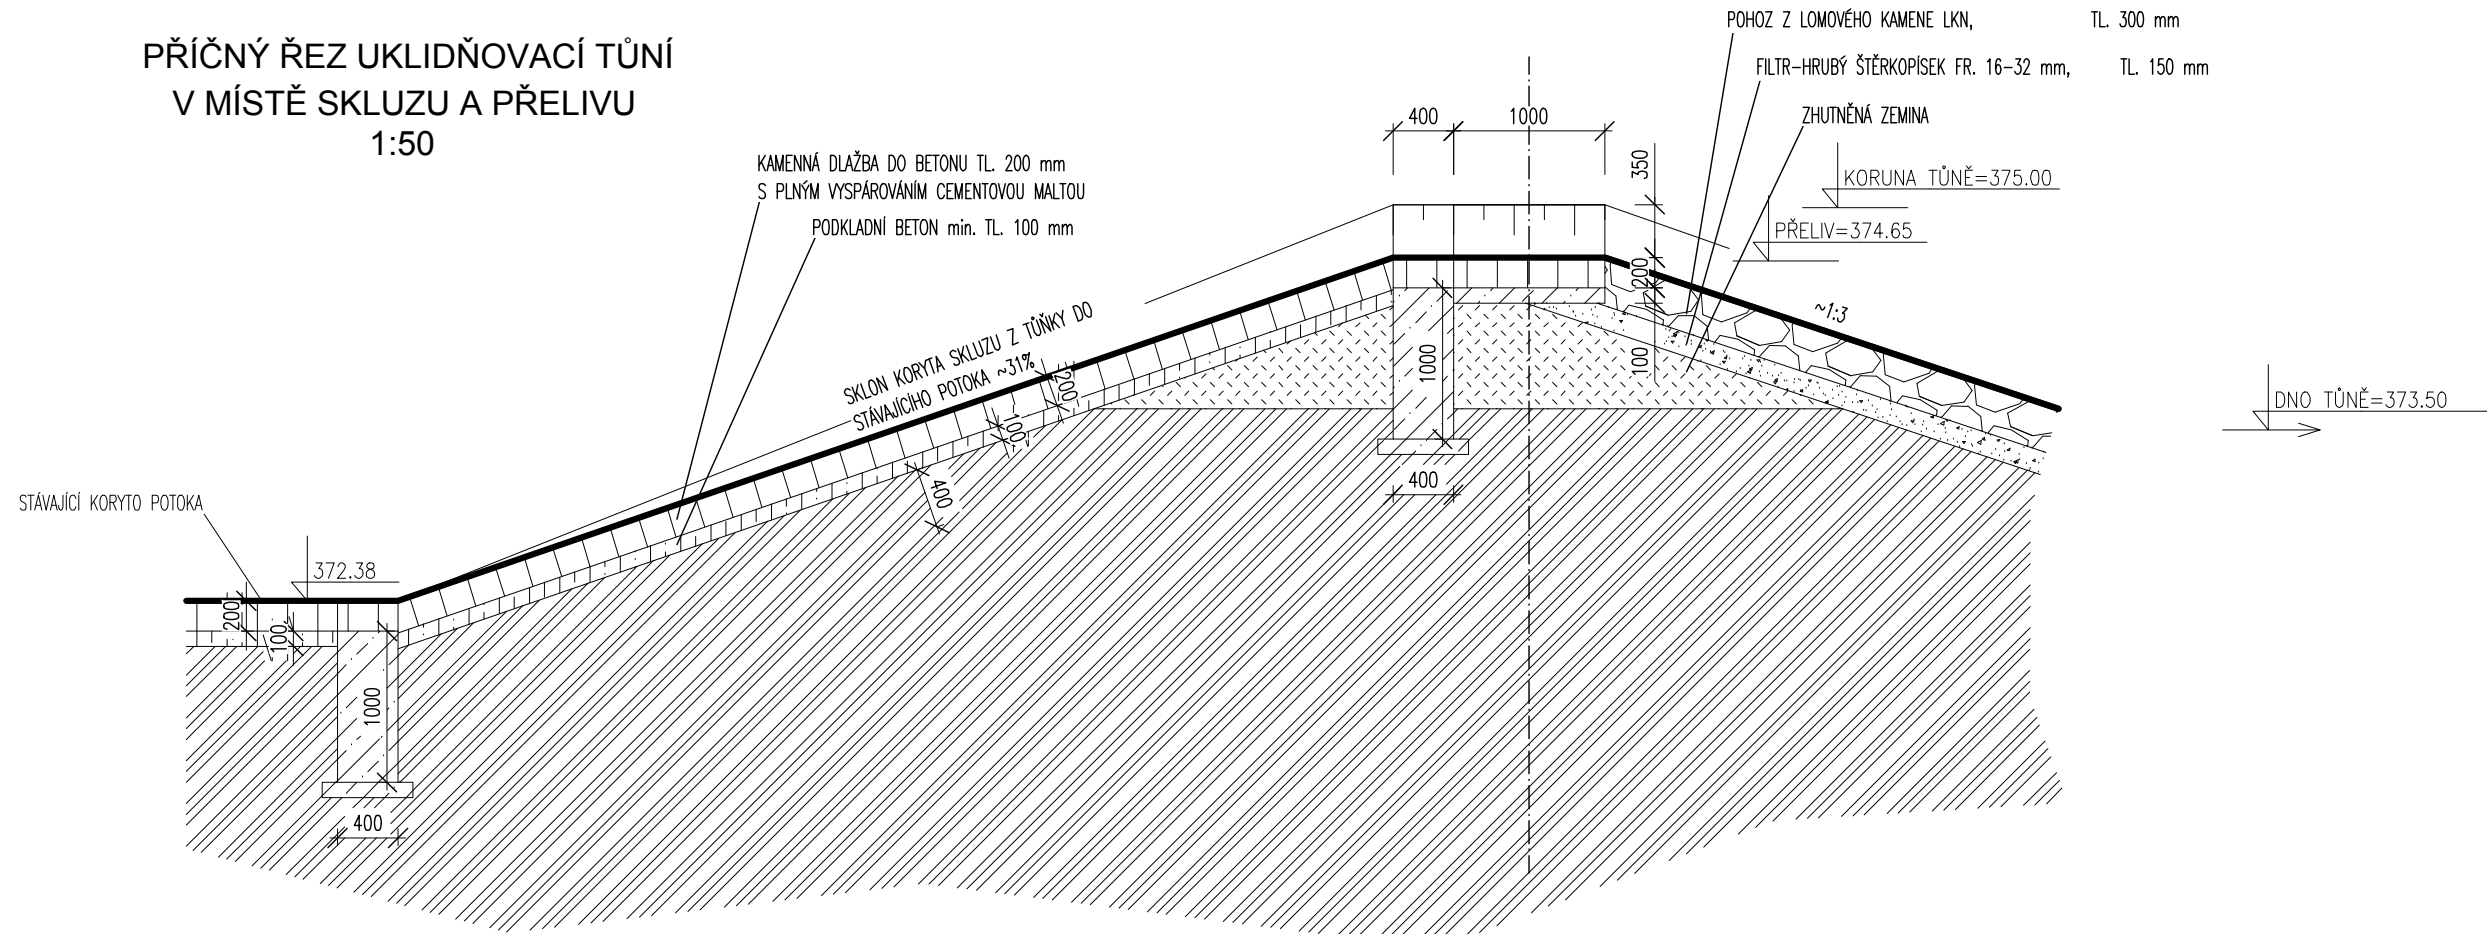 PŘÍČNÝ ŘEZ UKLIDŇOVACÍ TŮNÍ
V MÍSTĚ SKLUZU A PŘELIVU
1:50
POHOZ Z LOMOVÉHO KAMENE LKN, TL. 300 mm
FILTR-HRUBÝ ŠTĚRKOPÍSEK FR. 16-32 mm, TL. 150 mm
ZHUTNĚNÁ ZEMINA
400
1000
350
KAMENNÁ DLAŽBA DO BETONU TL. 200 mm
S PLNÝM VYSPÁROVÁNÍM CEMENTOVOU MALTOU
PODKLADNÍ BETON min. TL. 100 mm
KORUNA TŮNĚ=375.00
PŘELIV=374.65
200
~1:3
100
1000
SKLON KORYTA SKLUZU Z TŮŇKY DO
STÁVAJÍCÍHO POTOKA ~31%
200
100
400
400
DNO TŮNĚ=373.50
STÁVAJÍCÍ KORYTO POTOKA
372.38
200
100
1000
400